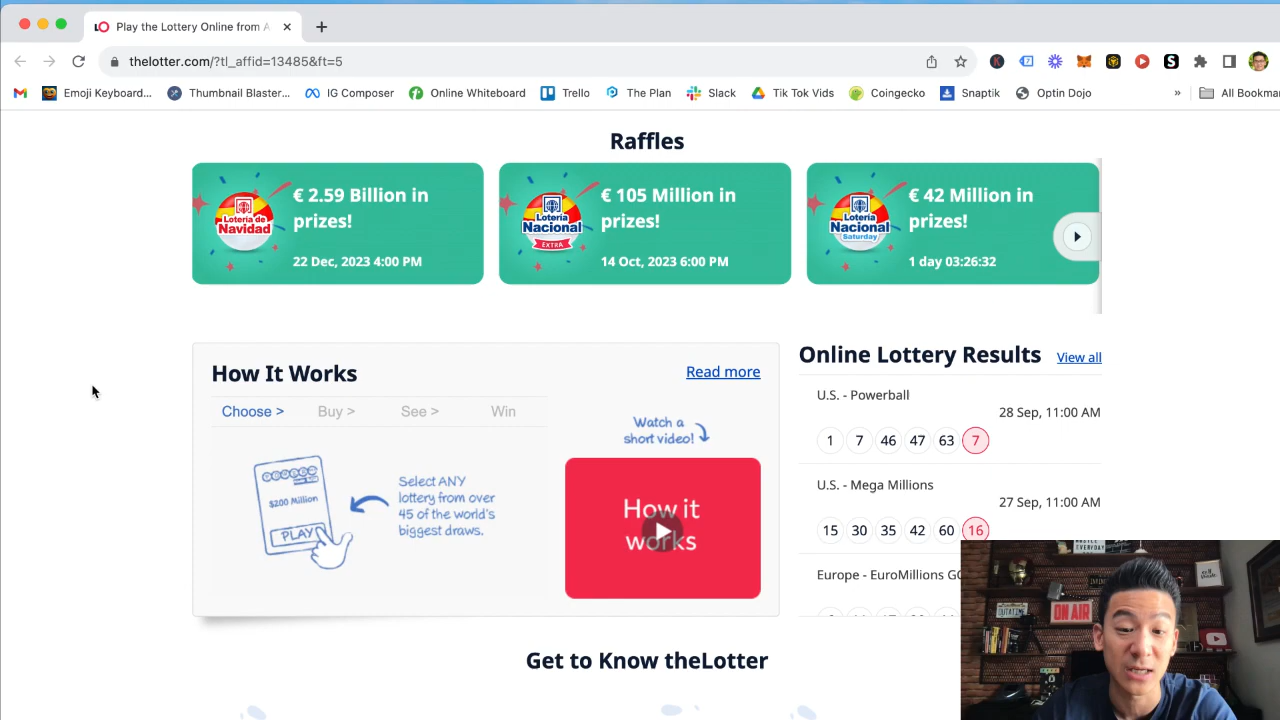 Play the Lottery Online from A
thelotter.com/?tl_affid=13485&ft=5
Emoji Keyboard... Thumbnail Blaster... IG Composer Online Whiteboard Trello The Plan Slack Tik Tok Vids Coingecko Snaptik Optin Dojo » All Bookmar
Raffles
Lotería de Navidad
€ 2.59 Billion in
prizes!
22 Dec, 2023 4:00 PM
Lotería Nacional
EXTRA
€ 105 Million in
prizes!
14 Oct, 2023 6:00 PM
Lotería Nacional
Saturday
€ 42 Million in
prizes!
1 day 03:26:32
How It Works
Read more
Choose > Buy > See > Win
$200 Million
PLAY
Select ANY
lottery from over
45 of the world's
biggest draws.
Watch a
short video!
How it
works
Online Lottery Results View all
U.S. - Powerball
28 Sep, 11:00 AM
1 7 46 47 63 7
U.S. - Mega Millions
27 Sep, 11:00 AM
15 30 35 42 60 16
Europe - EuroMillions
Get to Know theLotter
ON AIR